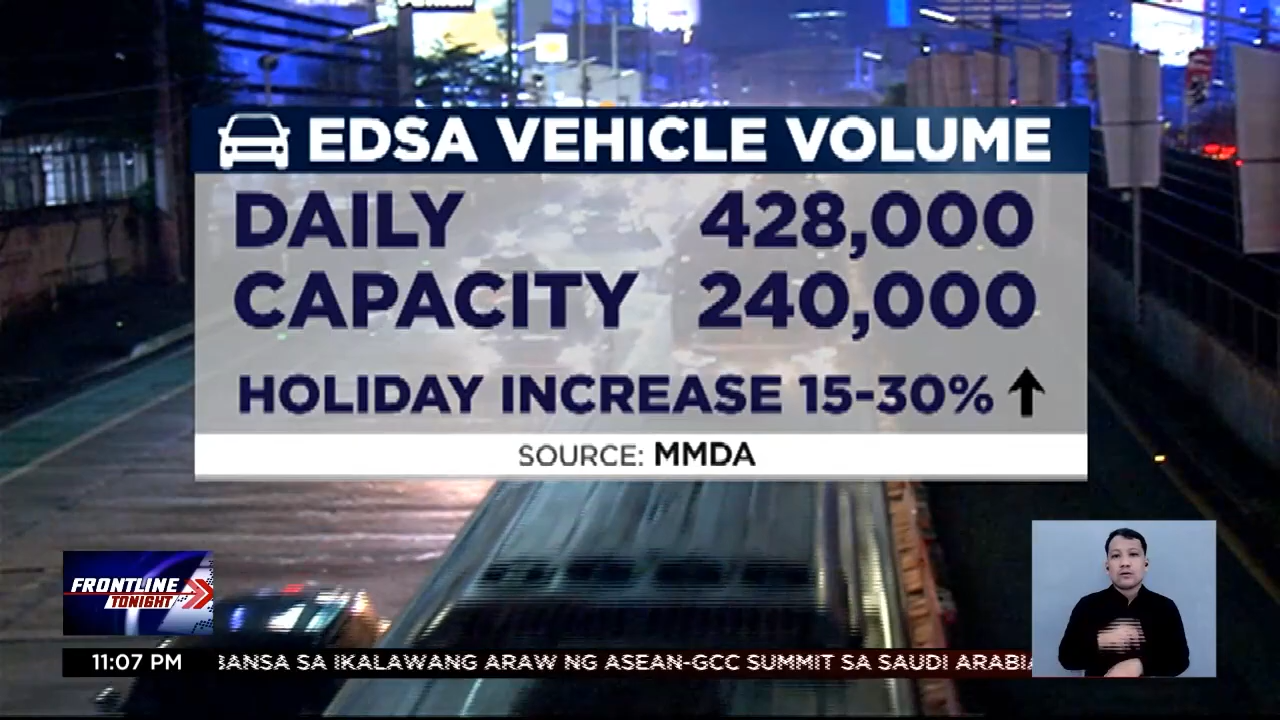 EDSA VEHICLE VOLUME
DAILY 428,000
CAPACITY 240,000
HOLIDAY INCREASE 15-30%
SOURCE: MMDA
FRONTLINE
TONIGHT
11:07 PM
BANSA SA IKALAWANG ARAW NG ASEAN-GCC SUMMIT SA SAUDI ARABIA